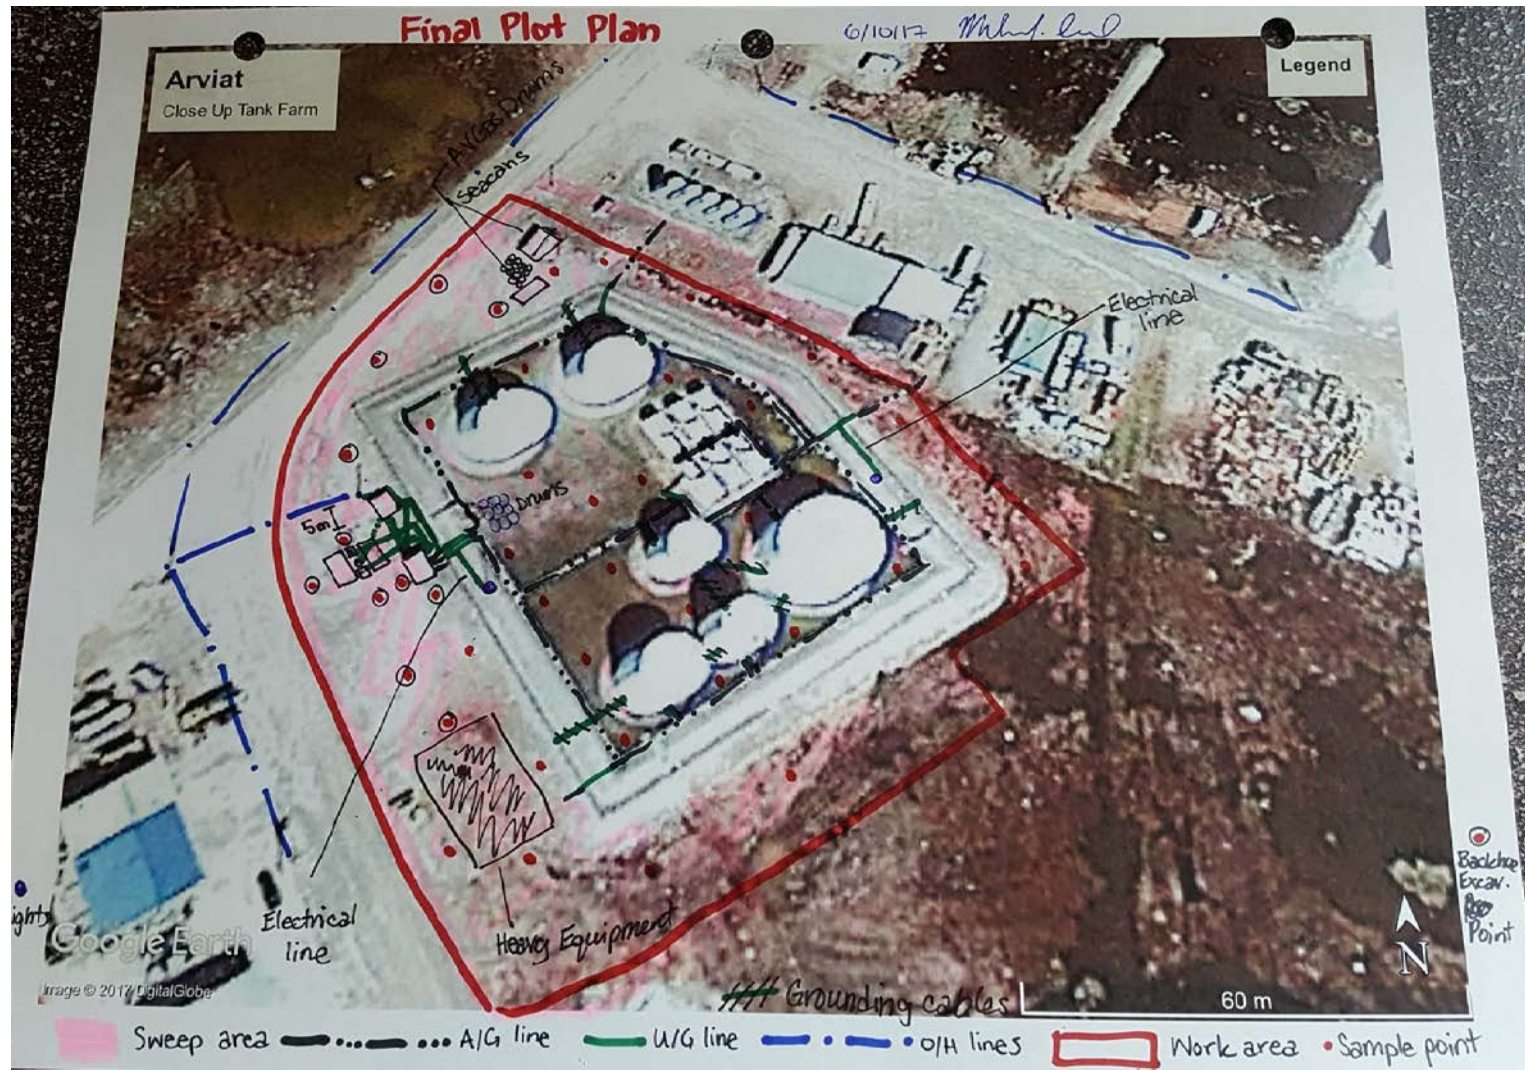 Final Plot Plan
6/10/17
Arviat
Close Up Tank Farm
Legend
AVGas Drums
Seacans
Electrical
line
5m
Drums
Electrical
line
Heavy Equipment
ights
Backhoe
Excav.
Point
N
Google Earth
Image © 2017 DigitalGlobe
Grounding cables
60 m
Sweep area
A/G line
U/G line
O/H lines
Work area
Sample point